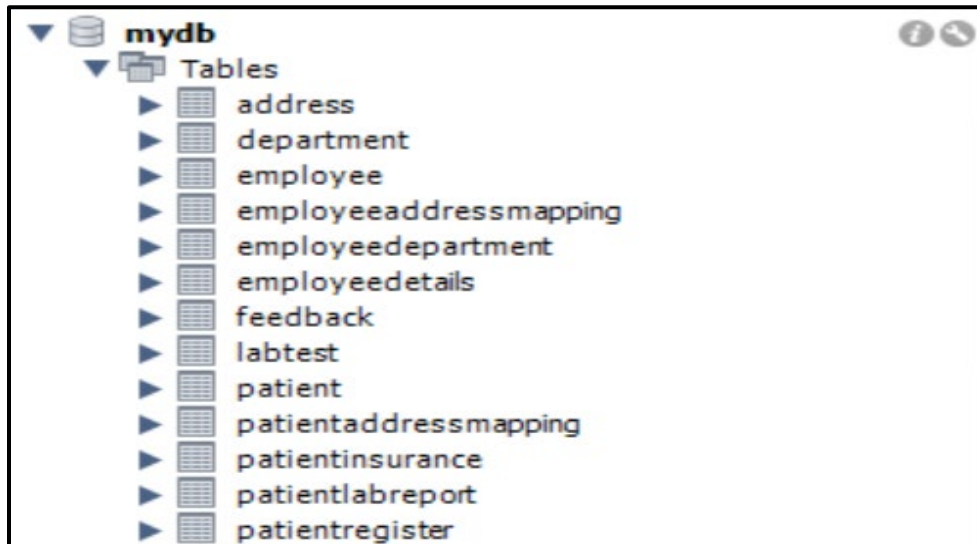 mydb
Tables
address
department
employee
employeeaddressmapping
employeedepartment
employeedetails
feedback
labtest
patient
patientaddressmapping
patientinsurance
patientlabreport
patientregister